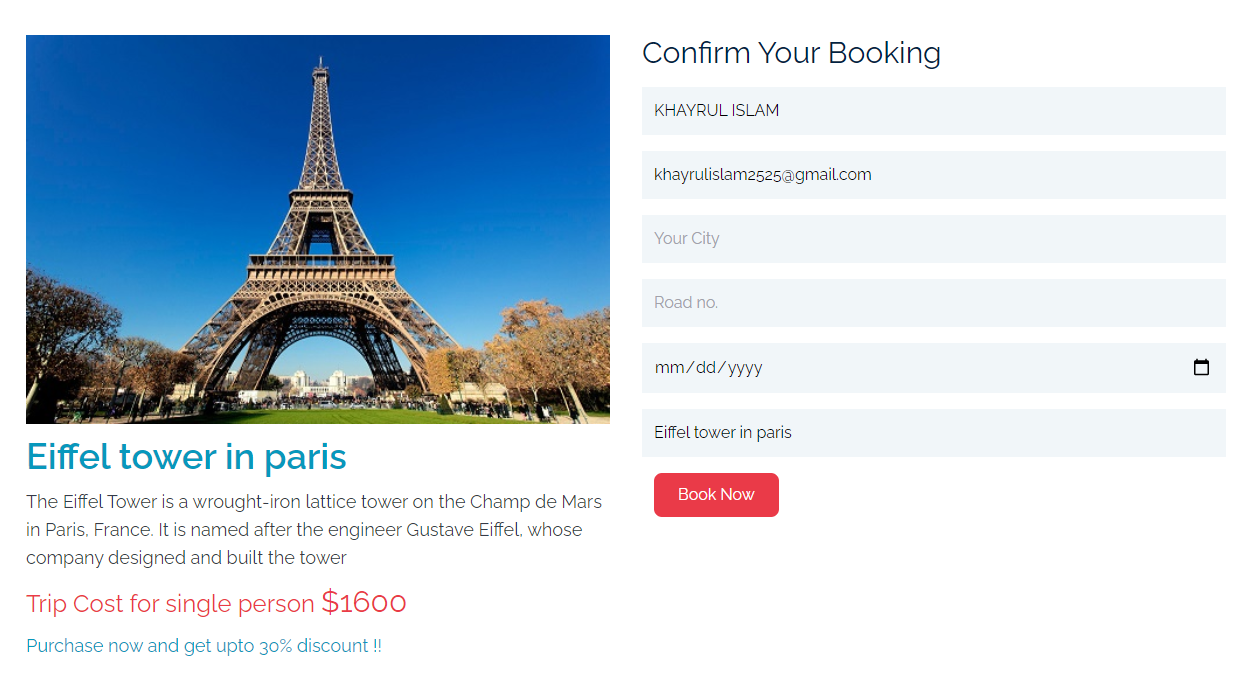 Eiffel tower in paris
The Eiffel Tower is a wrought-iron lattice tower on the Champ de Mars
in Paris, France. It is named after the engineer Gustave Eiffel, whose
company designed and built the tower
Trip Cost for single person $1600
Purchase now and get upto 30% discount !!
Confirm Your Booking
KHAYRUL ISLAM
khayrulislam2525@gmail.com
Your City
Road no.
mm/dd/yyyy
Eiffel tower in paris
Book Now